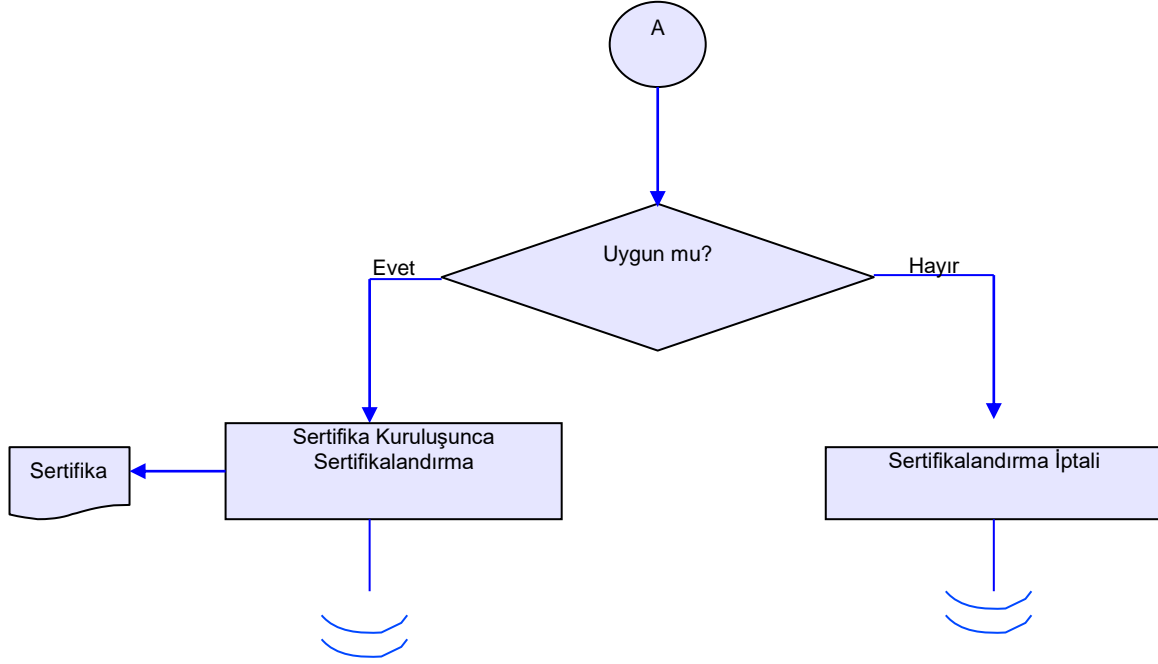 A
Uygun mu?
Evet
Hayır
Sertifika Kuruluşunca
Sertifikalandırma
Sertifika
Sertifikalandırma İptali